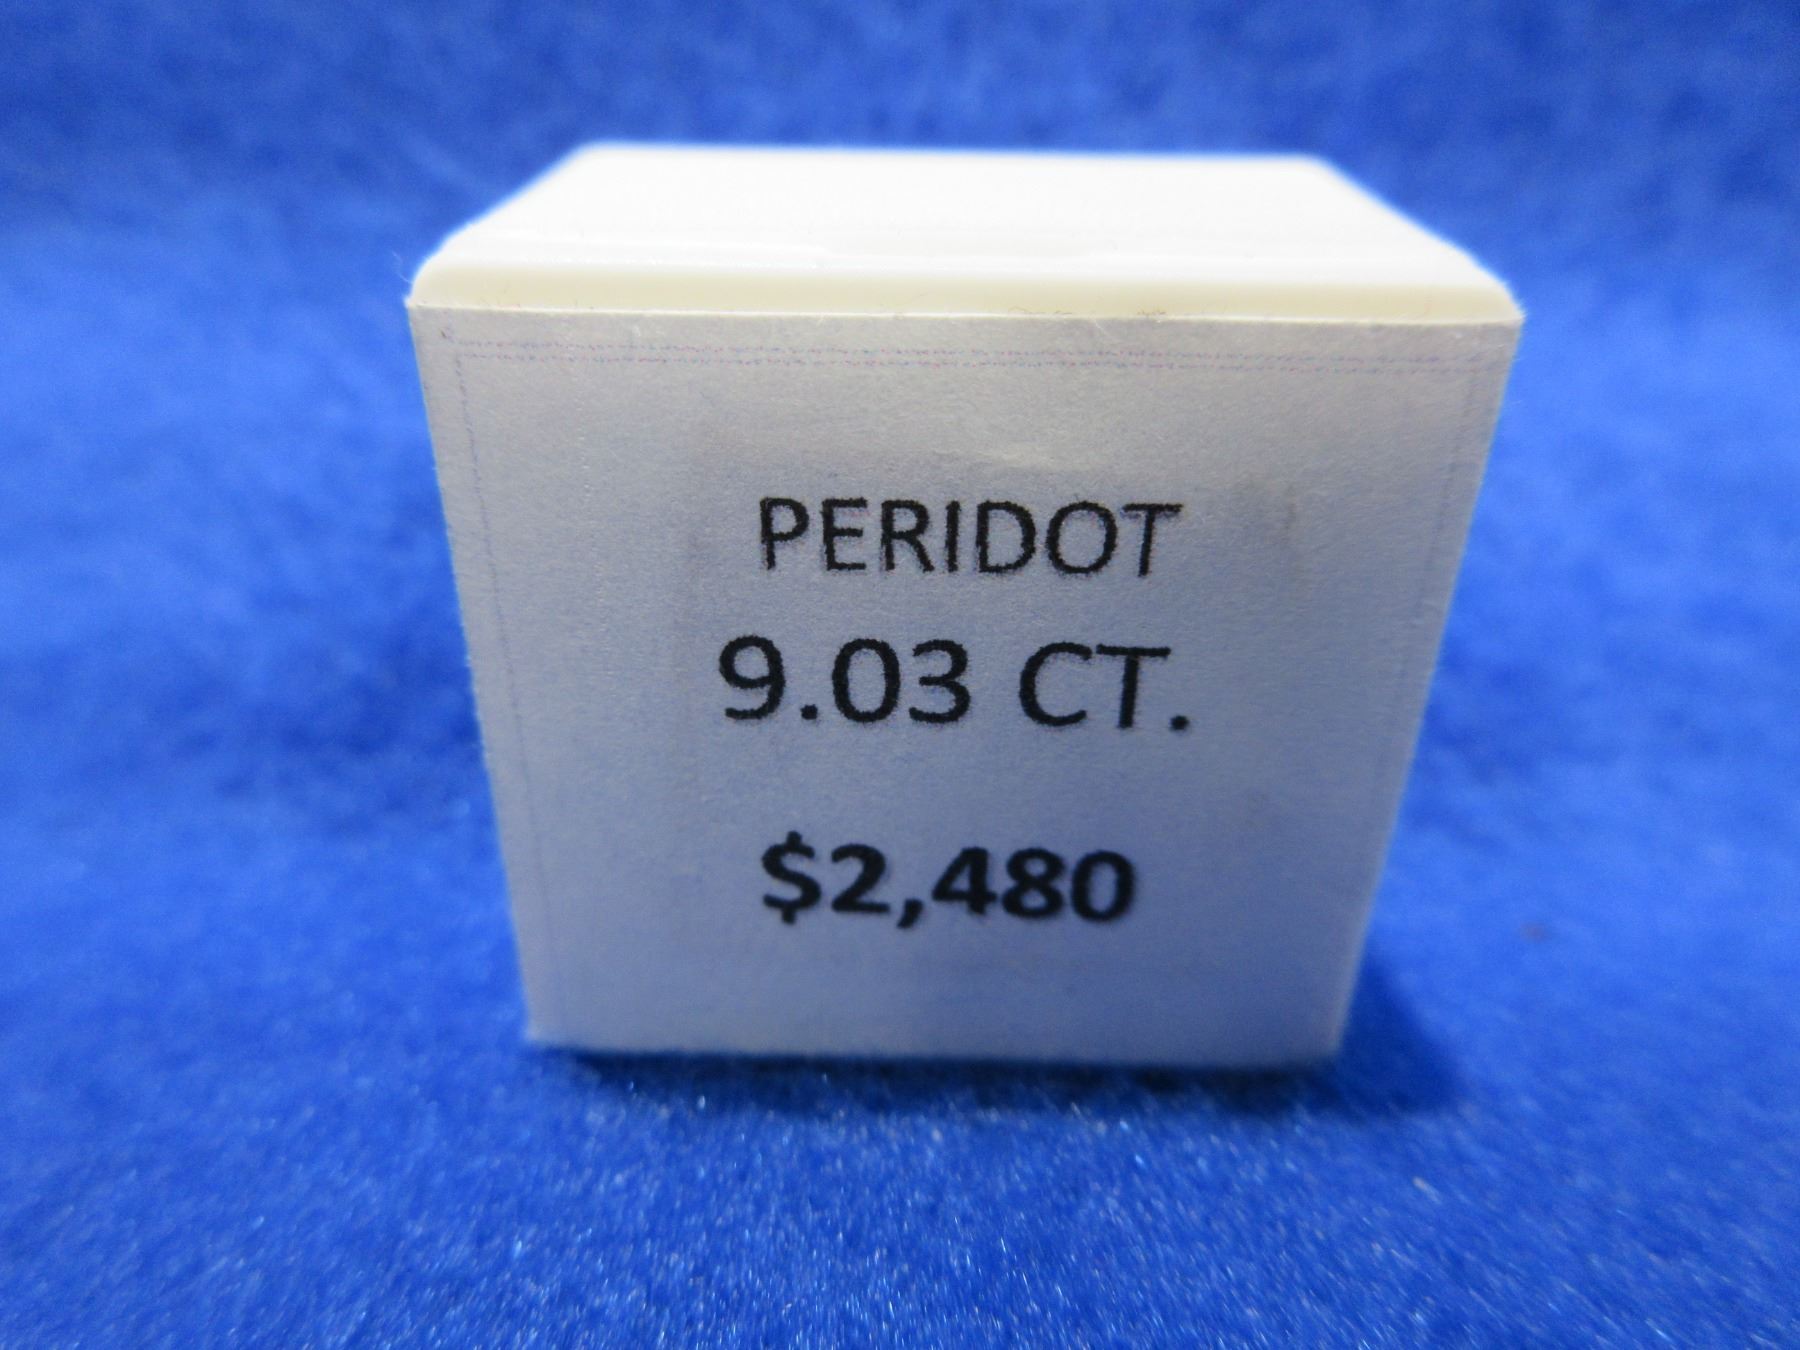 PERIDOT
9.03 CT.
$2,480